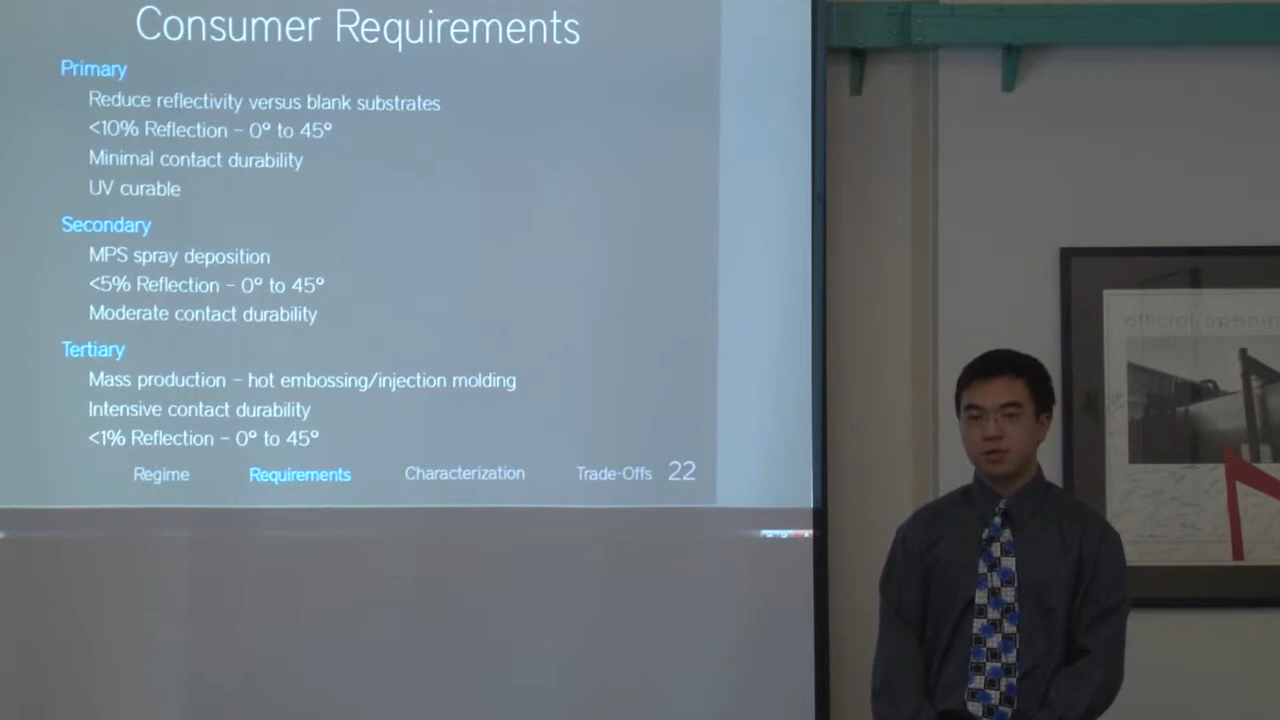 Consumer Requirements
Primary
Reduce reflectivity versus blank substrates
<10% Reflection – 0° to 45°
Minimal contact durability
UV curable
Secondary
MPS spray deposition
<5% Reflection – 0° to 45°
Moderate contact durability
Tertiary
Mass production – hot embossing/injection molding
Intensive contact durability
<1% Reflection – 0° to 45°
Regime Requirements Characterization Trade-Offs 22
official